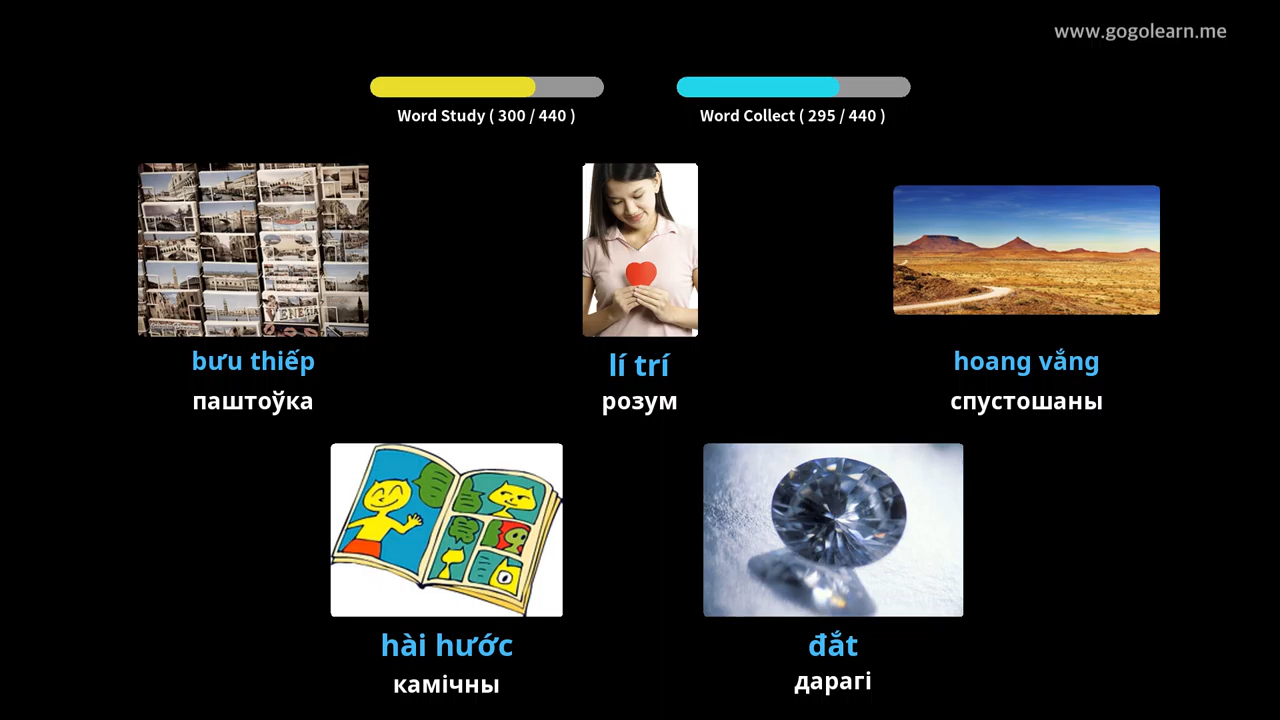 www.gogolearn.me
Word Study ( 300 / 440 )
Word Collect ( 295 / 440 )
bưu thiếp
паштоўка
lí trí
розум
hoang vắng
спустошаны
hài hước
камічны
đắt
дарагі